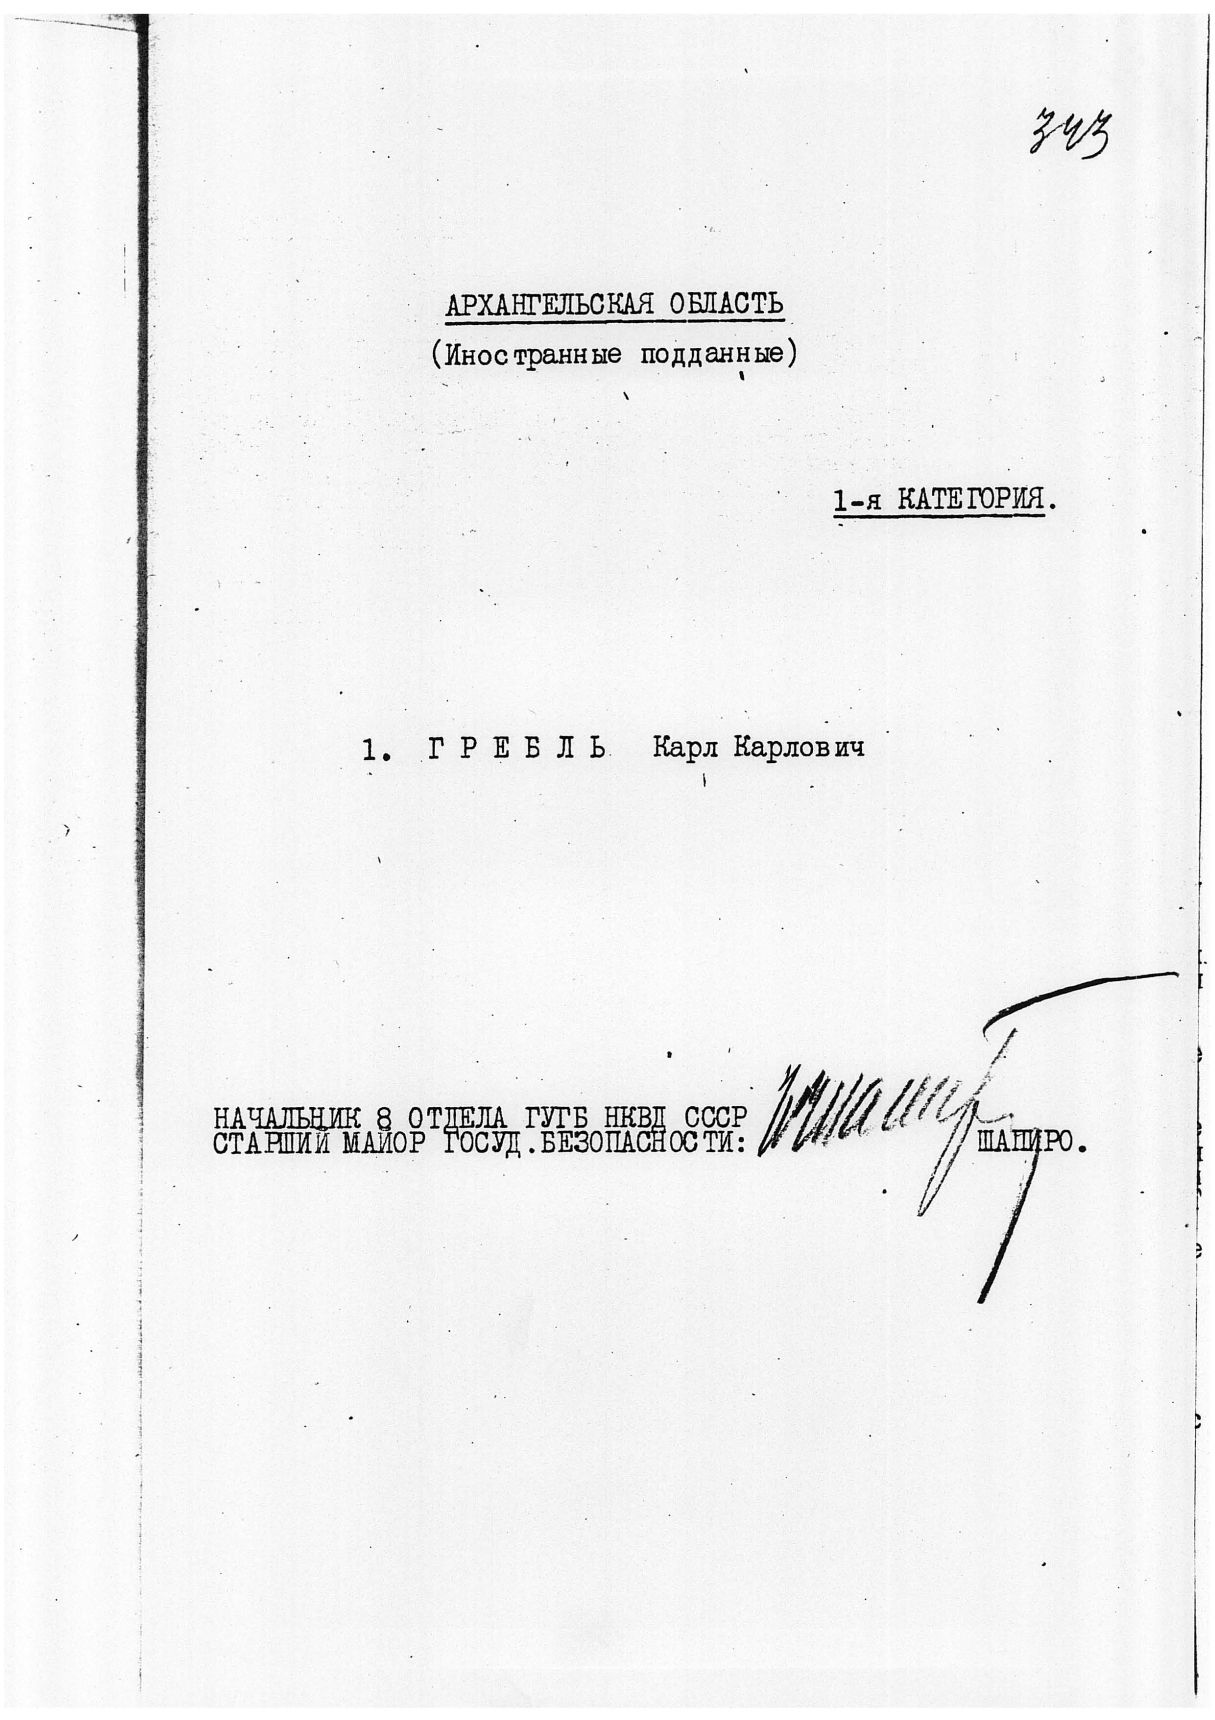 343
АРХАНГЕЛЬСКАЯ ОБЛАСТЬ
(Иностранные подданные)
1-я КАТЕГОРИЯ.
1. Г Р Е Б Л Ь Карл Карлович
НАЧАЛЬНИК 8 ОТДЕЛА ГУГБ НКВД СССР
СТАРШИЙ МАЙОР ГОСУД.БЕЗОПАСНОСТИ: ШАПИРО.